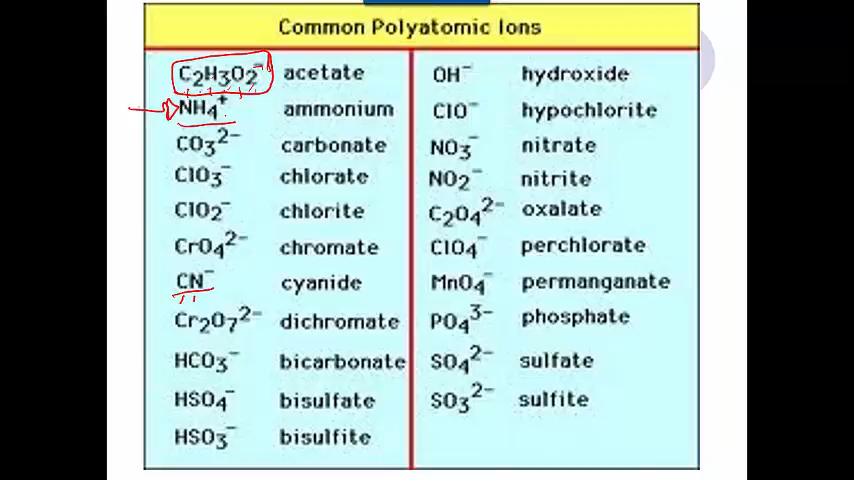 Common Polyatomic Ions
C₂H₃O₂⁻ acetate
NH₄⁺ ammonium
CO₃²⁻ carbonate
ClO₃⁻ chlorate
ClO₂⁻ chlorite
CrO₄²⁻ chromate
CN⁻ cyanide
Cr₂O₇²⁻ dichromate
HCO₃⁻ bicarbonate
HSO₄⁻ bisulfate
HSO₃⁻ bisulfite
OH⁻ hydroxide
ClO⁻ hypochlorite
NO₃⁻ nitrate
NO₂⁻ nitrite
C₂O₄²⁻ oxalate
ClO₄⁻ perchlorate
MnO₄⁻ permanganate
PO₄³⁻ phosphate
SO₄²⁻ sulfate
SO₃²⁻ sulfite